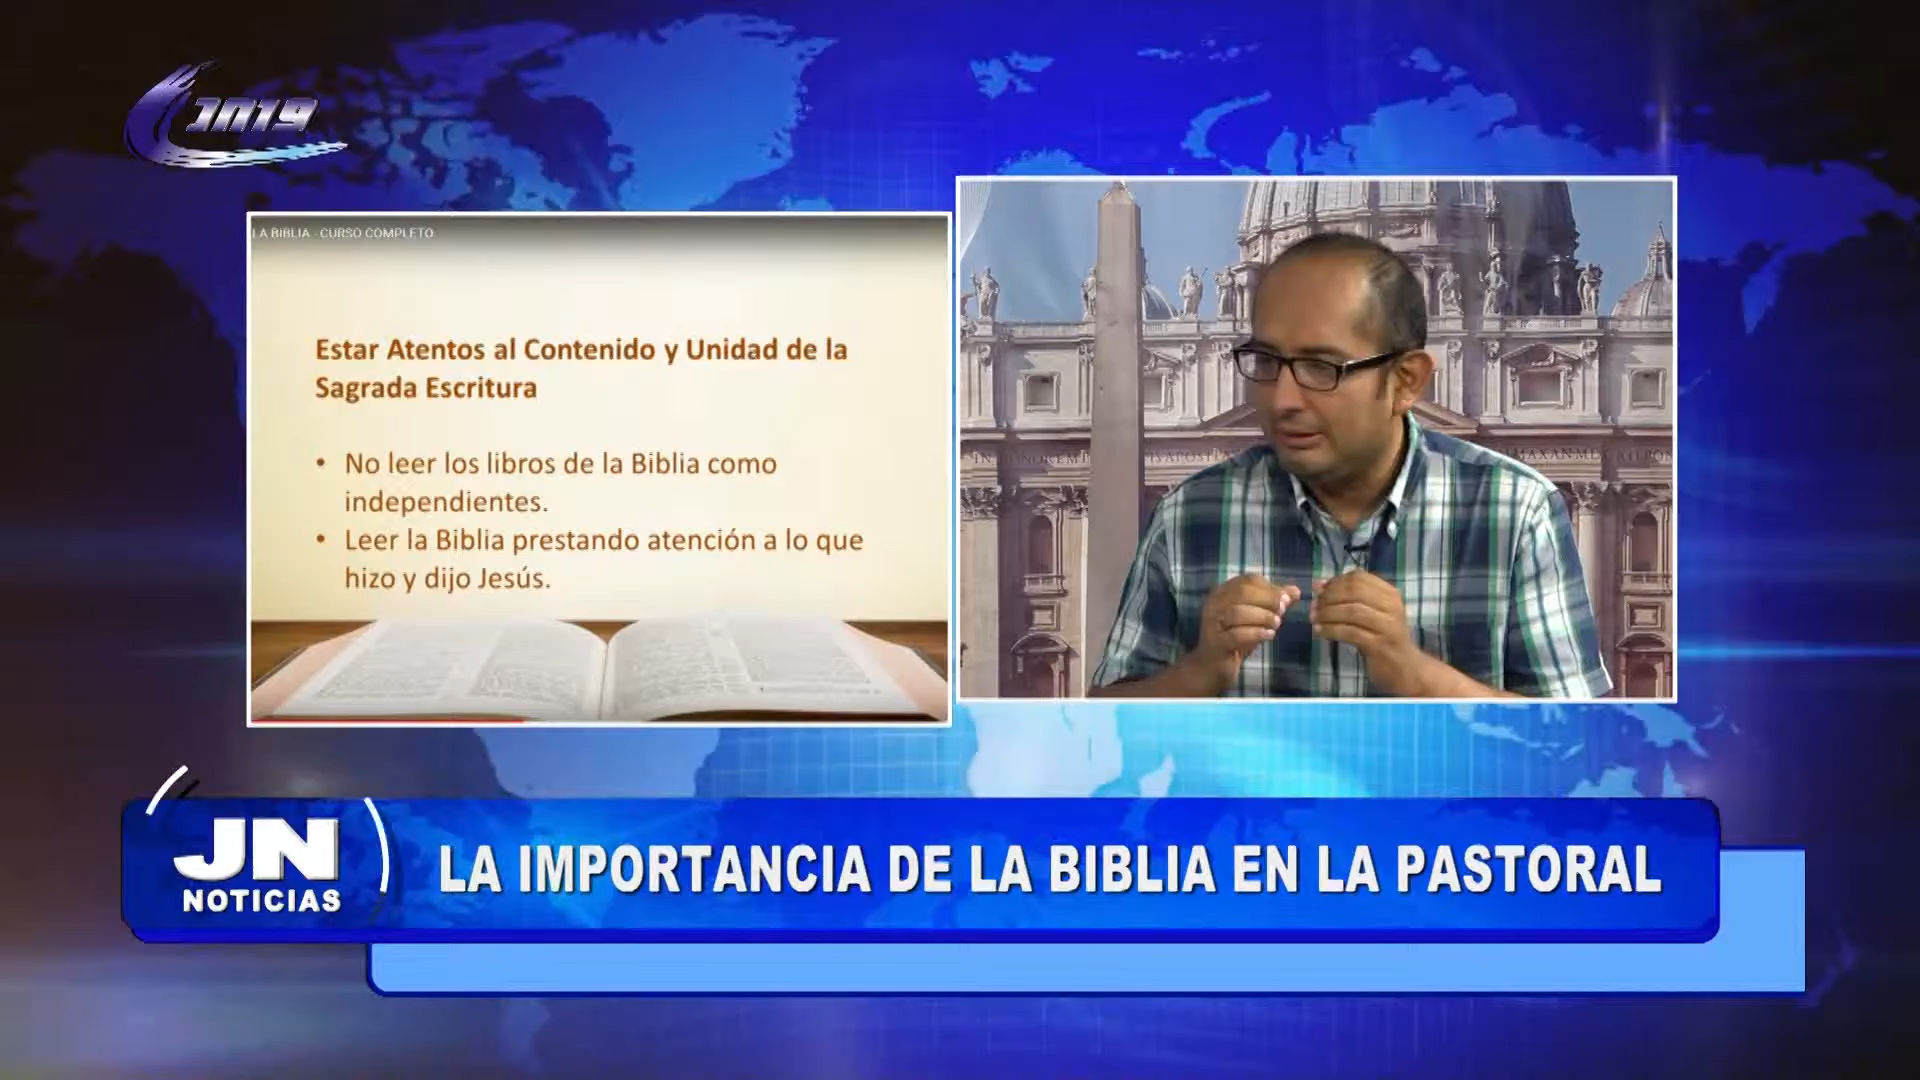 JN19
LA BIBLIA - CURSO COMPLETO
Estar Atentos al Contenido y Unidad de la
Sagrada Escritura
• No leer los libros de la Biblia como
independientes.
• Leer la Biblia prestando atención a lo que
hizo y dijo Jesús.
JN
NOTICIAS
LA IMPORTANCIA DE LA BIBLIA EN LA PASTORAL